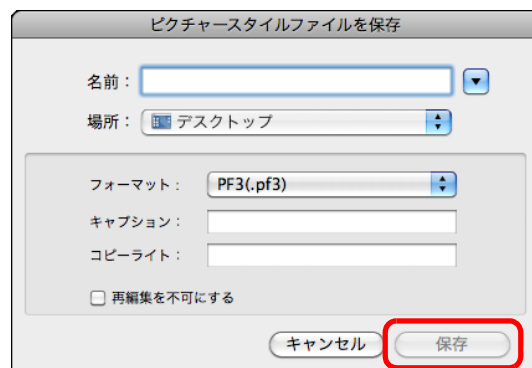 ピクチャースタイルファイルを保存
名前：
場所： デスクトップ
フォーマット： PF3(.pf3)
キャプション：
コピーライト：
再編集を不可にする
キャンセル 保存